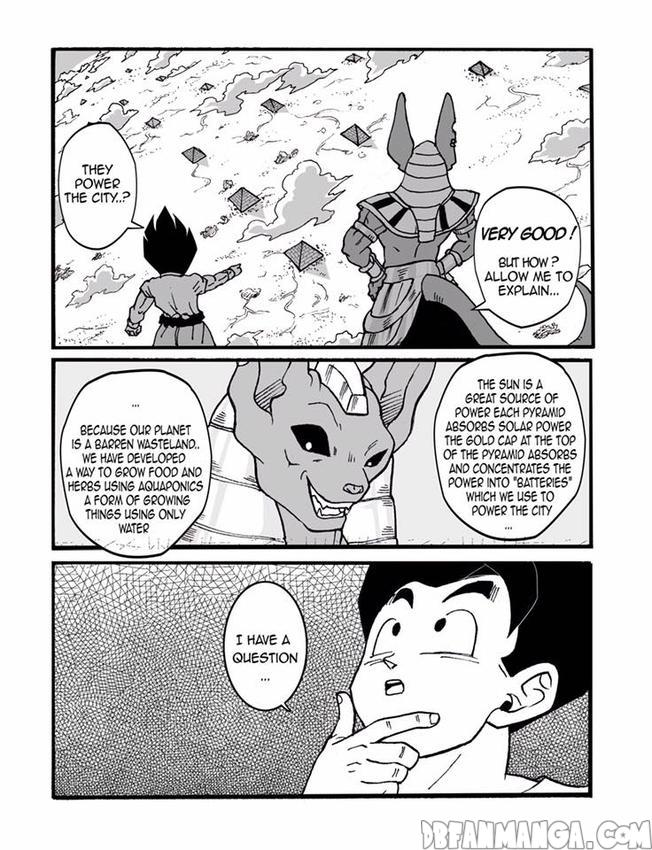 THEY
POWER
THE CITY..?
VERY GOOD!
BUT HOW?
ALLOW ME TO
EXPLAIN...
THE SUN IS A
GREAT SOURCE OF
POWER EACH PYRAMID
ABSORBS SOLAR POWER
THE GOLD CAP AT THE TOP
OF THE PYRAMID ABSORBS
AND CONCENTRATES THE
POWER INTO "BATTERIES"
WHICH WE USE TO
POWER THE CITY
...
...
BECAUSE OUR PLANET
IS A BARREN WASTELAND..
WE HAVE DEVELOPED
A WAY TO GROW FOOD AND
HERBS USING AQUAPONICS
A FORM OF GROWING
THINGS USING ONLY
WATER
I HAVE A
QUESTION
...
DBFANMANGA.COM